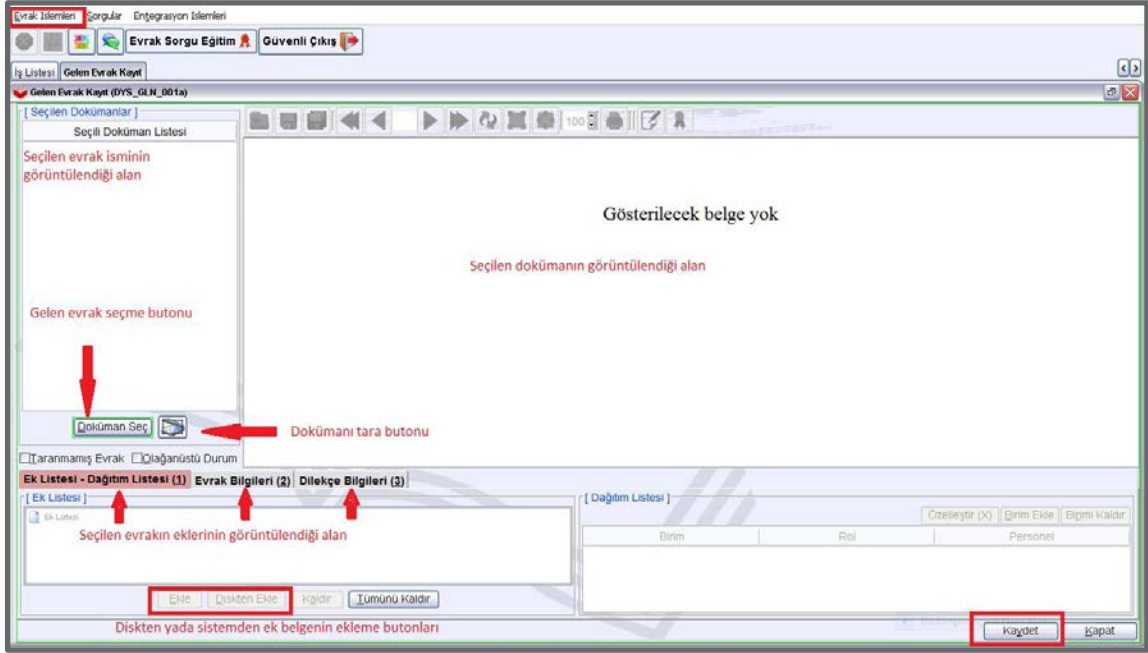 Evrak İslemleri Sorgular Entegrasyon İslemleri
Evrak Sorgu Eğitim Güvenli Çıkış
İş Listesi Gelen Evrak Kayıt
Gelen Evrak Kayıt (DYS_GLN_001a)
[ Seçilen Dokümanlar ]
Seçili Doküman Listesi
100
Seçilen evrak isminin
görüntülendiği alan
Gösterilecek belge yok
Seçilen dokümanın görüntülendiği alan
Gelen evrak seçme butonu
Doküman Seç
Dokümanı tara butonu
Taranmamış Evrak Olağanüstü Durum
Ek Listesi - Dağıtım Listesi (1) Evrak Bilgileri (2) Dilekçe Bilgileri (3)
[ Ek Listesi ]
Ek Listesi
Seçilen evrakın eklerinin görüntülendiği alan
[ Dağıtım Listesi ]
Özelleştir (X) Birim Ekle Birimi Kaldır
Birim Rol Personel
Ekle Diskten Ekle Kaldır Tümünü Kaldır
Diskten yada sistemden ek belgenin ekleme butonları
Kaydet Kapat